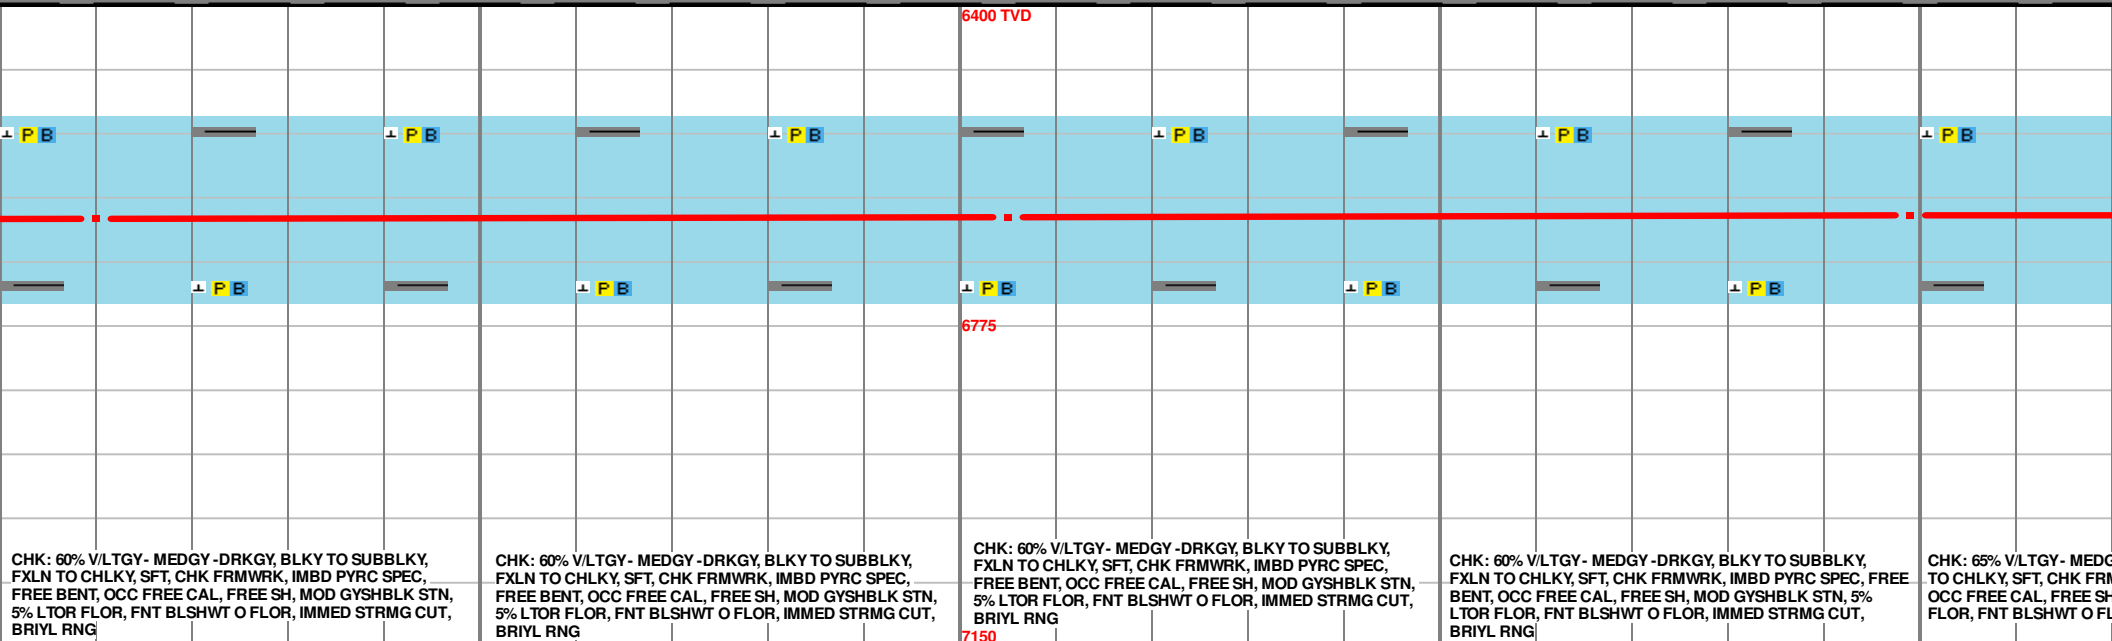 6400 TVD
⊥ P B
⊥ P B
⊥ P B
⊥ P B
⊥ P B
⊥ P B
⊥ P B
⊥ P B
⊥ P B
⊥ P B
⊥ P B
6775
CHK: 60% V/LTGY- MEDGY -DRKGY, BLKY TO SUBBLKY,
FXLN TO CHLKY, SFT, CHK FRMWRK, IMBD PYRC SPEC,
FREE BENT, OCC FREE CAL, FREE SH, MOD GYSHBLK STN,
5% LTOR FLOR, FNT BLSHWT O FLOR, IMMED STRMG CUT,
BRIYL RNG
CHK: 60% V/LTGY- MEDGY -DRKGY, BLKY TO SUBBLKY,
FXLN TO CHLKY, SFT, CHK FRMWRK, IMBD PYRC SPEC,
FREE BENT, OCC FREE CAL, FREE SH, MOD GYSHBLK STN,
5% LTOR FLOR, FNT BLSHWT O FLOR, IMMED STRMG CUT,
BRIYL RNG
CHK: 60% V/LTGY- MEDGY -DRKGY, BLKY TO SUBBLKY,
FXLN TO CHLKY, SFT, CHK FRMWRK, IMBD PYRC SPEC,
FREE BENT, OCC FREE CAL, FREE SH, MOD GYSHBLK STN,
5% LTOR FLOR, FNT BLSHWT O FLOR, IMMED STRMG CUT,
BRIYL RNG
7150
CHK: 60% V/LTGY- MEDGY -DRKGY, BLKY TO SUBBLKY,
FXLN TO CHLKY, SFT, CHK FRMWRK, IMBD PYRC SPEC, FREE
BENT, OCC FREE CAL, FREE SH, MOD GYSHBLK STN, 5%
LTOR FLOR, FNT BLSHWT O FLOR, IMMED STRMG CUT,
BRIYL RNG
CHK: 65% V/LTGY- MEDG
TO CHLKY, SFT, CHK FRM
OCC FREE CAL, FREE SH
FLOR, FNT BLSHWT O FL